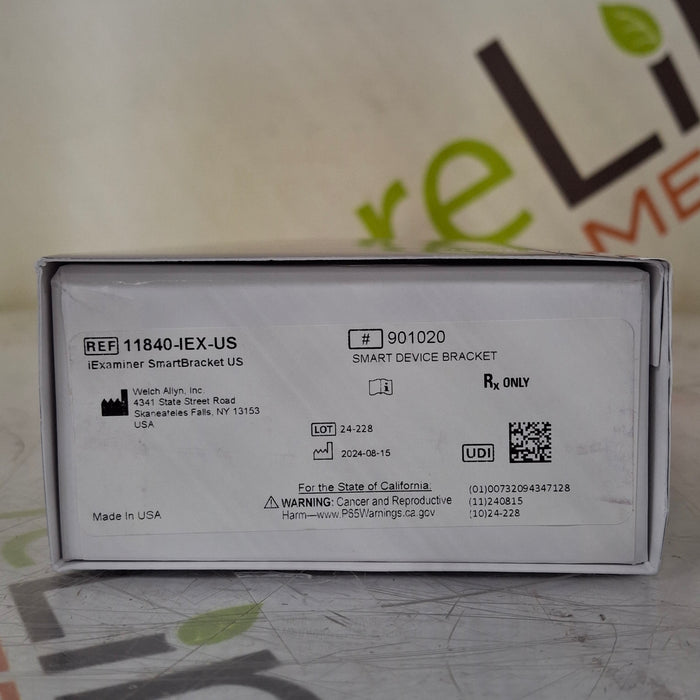 reLi
ME
REF 11840-IEX-US
iExaminer SmartBracket US
# 901020
SMART DEVICE BRACKET
Rx ONLY
Welch Allyn, Inc.
4341 State Street Road
Skaneateles Falls, NY 13153
USA
LOT 24-228
2024-08-15
UDI
For the State of California:
WARNING: Cancer and Reproductive
Harm—www.P65Warnings.ca.gov
(01)00732094347128
(11)240815
(10)24-228
Made In USA